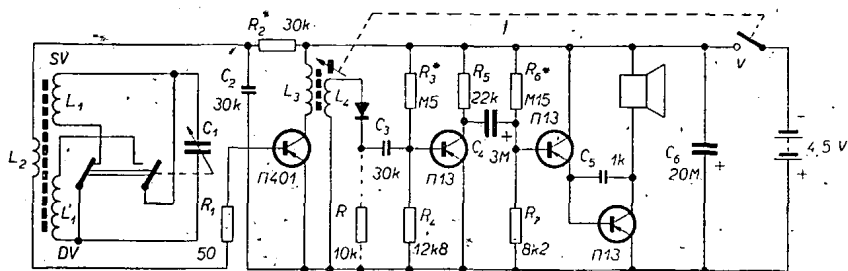 R2* 30k
1
SV
L1
C1
C2
30k
L3
L4
R3*
M5
R5
22k
R6*
M15
П13
V
L2
C3
30k
C4
3M
C5
1k
C6
20M
4,5 V
L'1
DV
R1
50
П401
R
10k
П13
R4
12k8
R7
8k2
П13